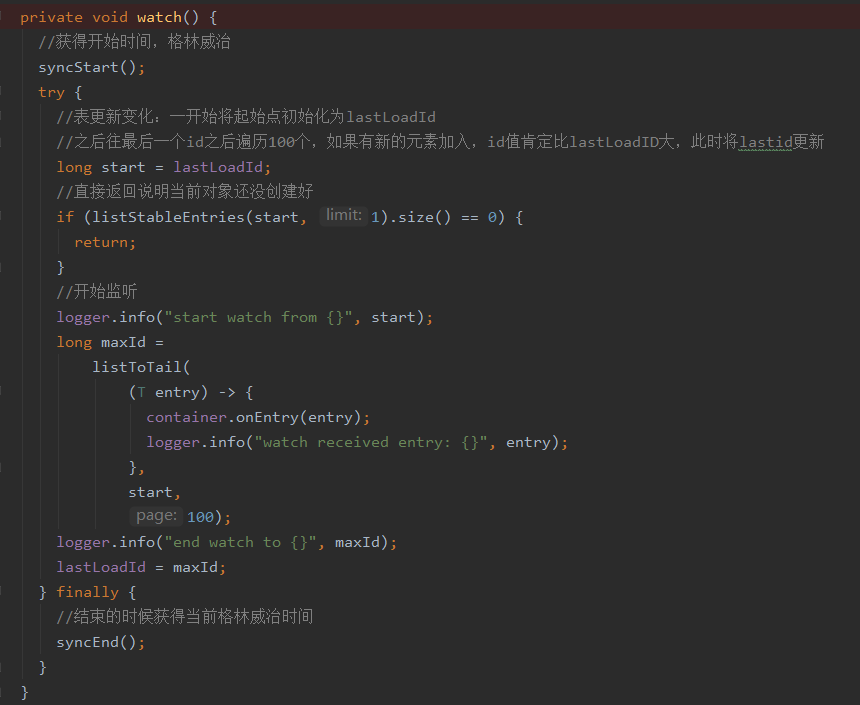 private void watch() {
//获得开始时间，格林威治
syncStart();
try {
//表更新变化：一开始将起始点初始化为lastLoadId
//之后往最后一个id之后遍历100个，如果有新的元素加入，id值肯定比lastLoadID大，此时将lastid更新
long start = lastLoadId;
//直接返回说明当前对象还没创建好
if (listStableEntries(start, limit: 1).size() == 0) {
return;
}
//开始监听
logger.info("start watch from {}", start);
long maxId =
listToTail(
(T entry) -> {
container.onEntry(entry);
logger.info("watch received entry: {}", entry);
},
start,
page: 100);
logger.info("end watch to {}", maxId);
lastLoadId = maxId;
} finally {
//结束的时候获得当前格林威治时间
syncEnd();
}
}